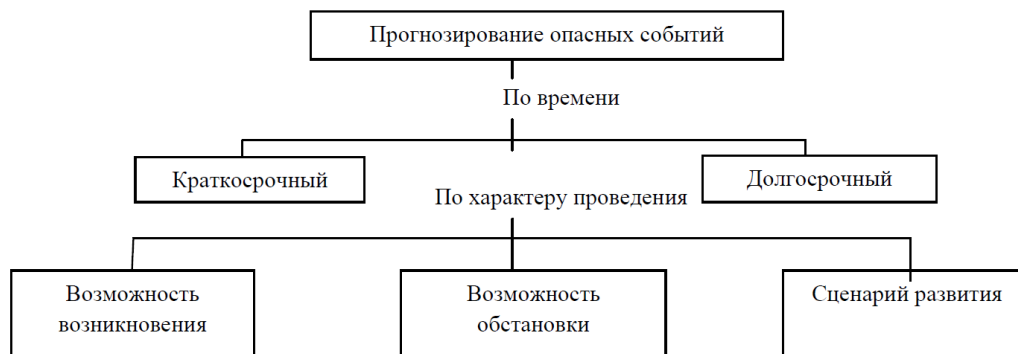 Прогнозирование опасных событий
По времени
Краткосрочный
Долгосрочный
По характеру проведения
Возможность
возникновения
Возможность
обстановки
Сценарий развития